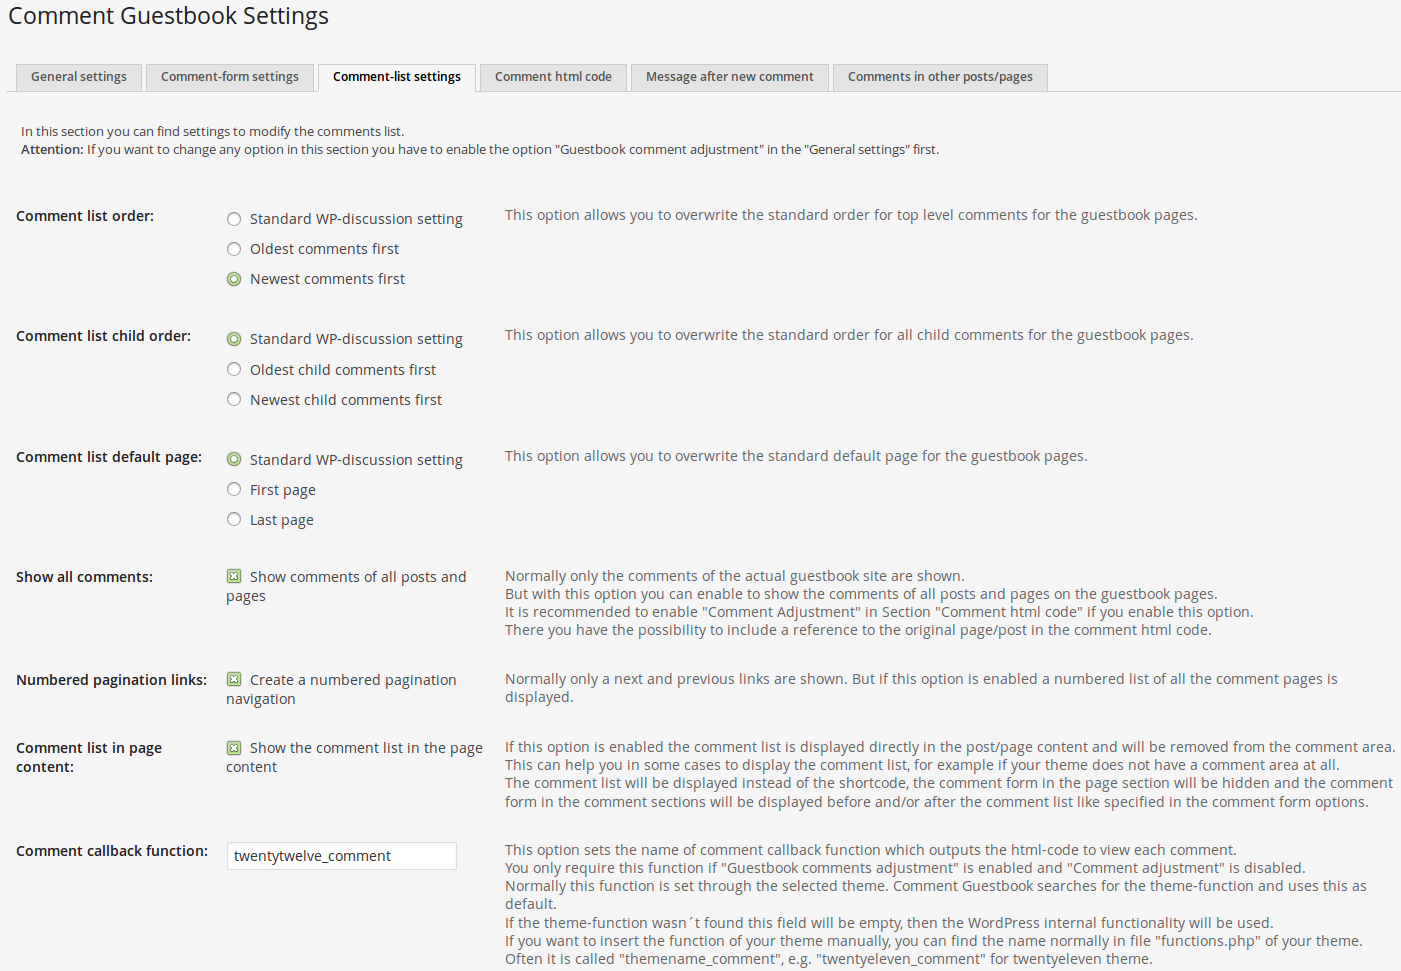 Comment Guestbook Settings
General settings
Comment-form settings
Comment-list settings
Comment html code
Message after new comment
Comments in other posts/pages
In this section you can find settings to modify the comments list.
Attention: If you want to change any option in this section you have to enable the option "Guestbook comment adjustment" in the "General settings" first.
Comment list order:
Standard WP-discussion setting
Oldest comments first
Newest comments first
This option allows you to overwrite the standard order for top level comments for the guestbook pages.
Comment list child order:
Standard WP-discussion setting
Oldest child comments first
Newest child comments first
This option allows you to overwrite the standard order for all child comments for the guestbook pages.
Comment list default page:
Standard WP-discussion setting
First page
Last page
This option allows you to overwrite the standard default page for the guestbook pages.
Show all comments:
Show comments of all posts and
pages
Normally only the comments of the actual guestbook site are shown.
But with this option you can enable to show the comments of all posts and pages on the guestbook pages.
It is recommended to enable "Comment Adjustment" in Section "Comment html code" if you enable this option.
There you have the possibility to include a reference to the original page/post in the comment html code.
Numbered pagination links:
Create a numbered pagination
navigation
Normally only a next and previous links are shown. But if this option is enabled a numbered list of all the comment pages is
displayed.
Comment list in page
content:
Show the comment list in the page
content
If this option is enabled the comment list is displayed directly in the post/page content and will be removed from the comment area.
This can help you in some cases to display the comment list, for example if your theme does not have a comment area at all.
The comment list will be displayed instead of the shortcode, the comment form in the page section will be hidden and the comment
form in the comment sections will be displayed before and/or after the comment list like specified in the comment form options.
Comment callback function:
twentytwelve_comment
This option sets the name of comment callback function which outputs the html-code to view each comment.
You only require this function if "Guestbook comments adjustment" is enabled and "Comment adjustment" is disabled.
Normally this function is set through the selected theme. Comment Guestbook searches for the theme-function and uses this as
default.
If the theme-function wasn´t found this field will be empty, then the WordPress internal functionality will be used.
If you want to insert the function of your theme manually, you can find the name normally in file "functions.php" of your theme.
Often it is called "themename_comment", e.g. "twentyeleven_comment" for twentyeleven theme.